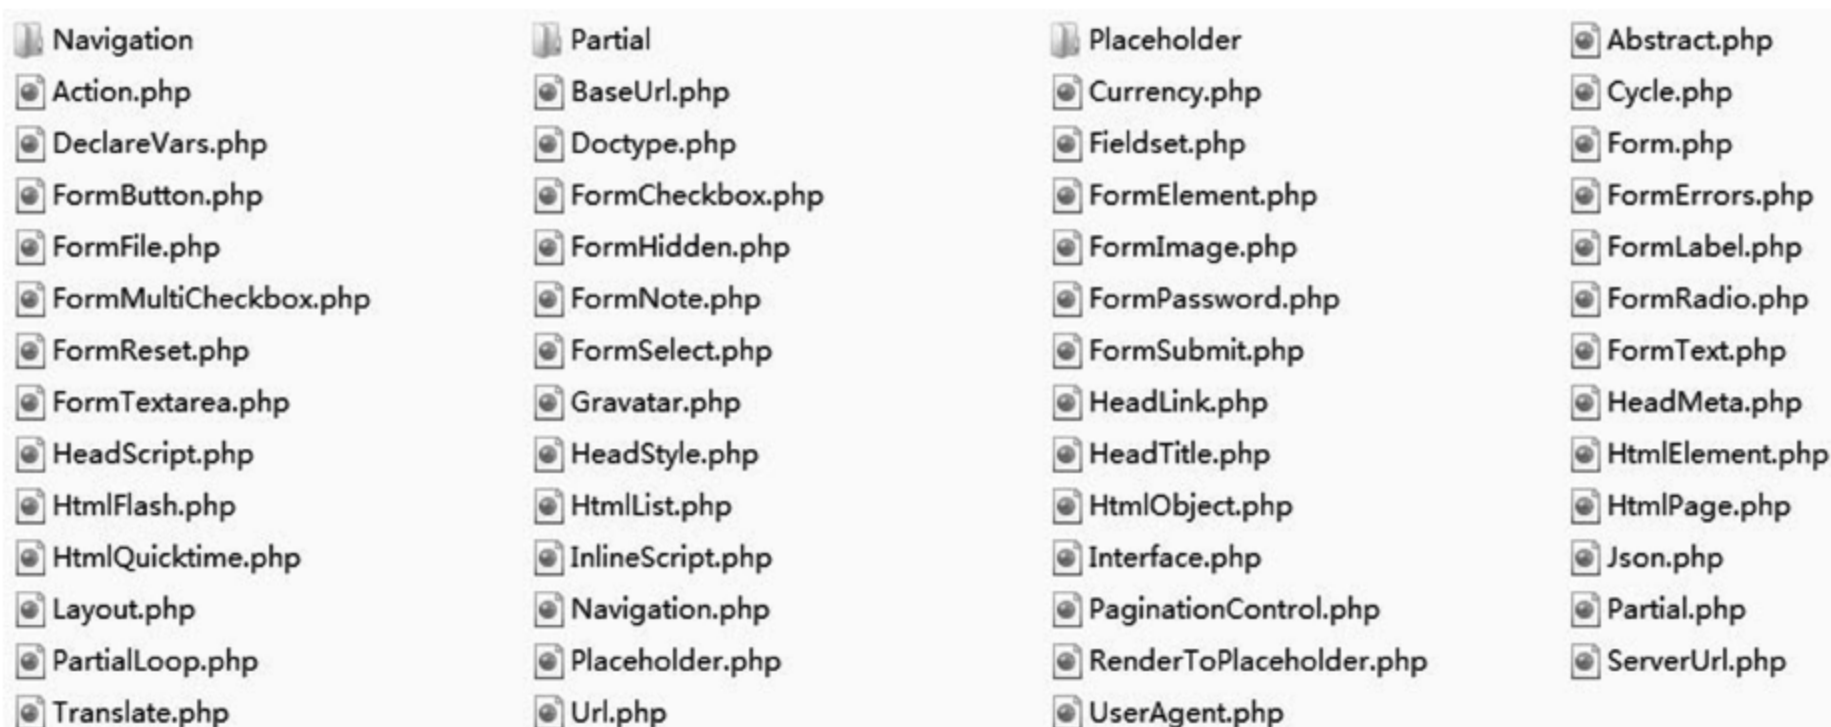 Navigation Partial Placeholder Abstract.php
Action.php BaseUrl.php Currency.php Cycle.php
DeclareVars.php Doctype.php Fieldset.php Form.php
FormButton.php FormCheckbox.php FormElement.php FormErrors.php
FormFile.php FormHidden.php FormImage.php FormLabel.php
FormMultiCheckbox.php FormNote.php FormPassword.php FormRadio.php
FormReset.php FormSelect.php FormSubmit.php FormText.php
FormTextarea.php Gravatar.php HeadLink.php HeadMeta.php
HeadScript.php HeadStyle.php HeadTitle.php HtmlElement.php
HtmlFlash.php HtmlList.php HtmlObject.php HtmlPage.php
HtmlQuicktime.php InlineScript.php Interface.php Json.php
Layout.php Navigation.php PaginationControl.php Partial.php
PartialLoop.php Placeholder.php RenderToPlaceholder.php ServerUrl.php
Translate.php Url.php UserAgent.php